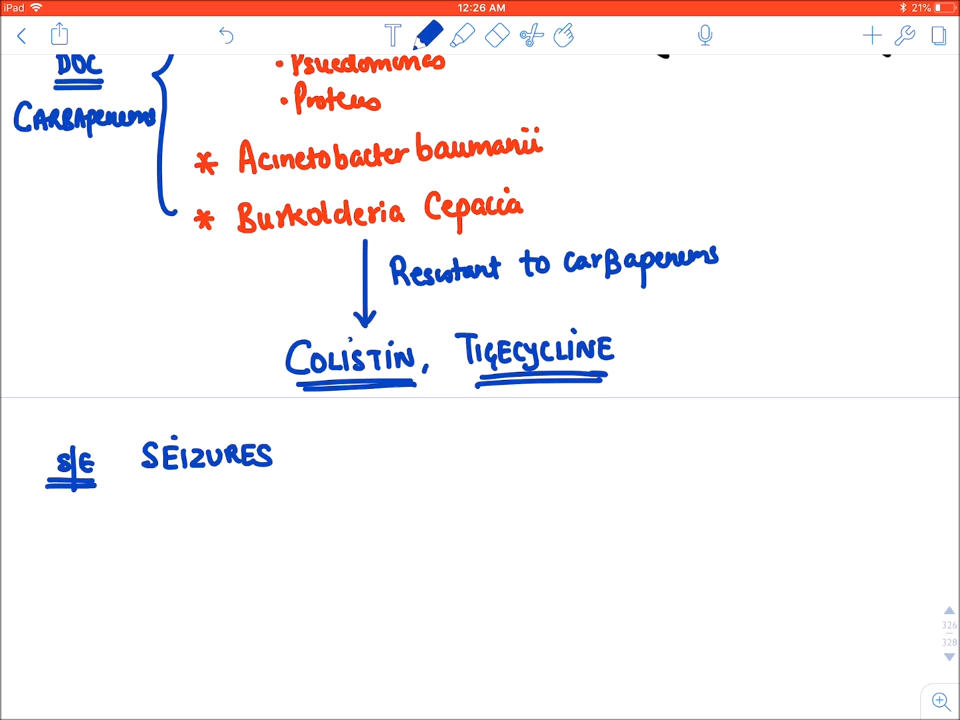 iPad 12:26 AM 21%
T
DOC
CARBApenems
• Psuedomonas
• Proteus
* Acinetobacter baumanii
* Burkolderia Cepacia
Resistant to carbapenems
COLISTIN, TIGECYCLINE
S/E SEIZURES
326
328